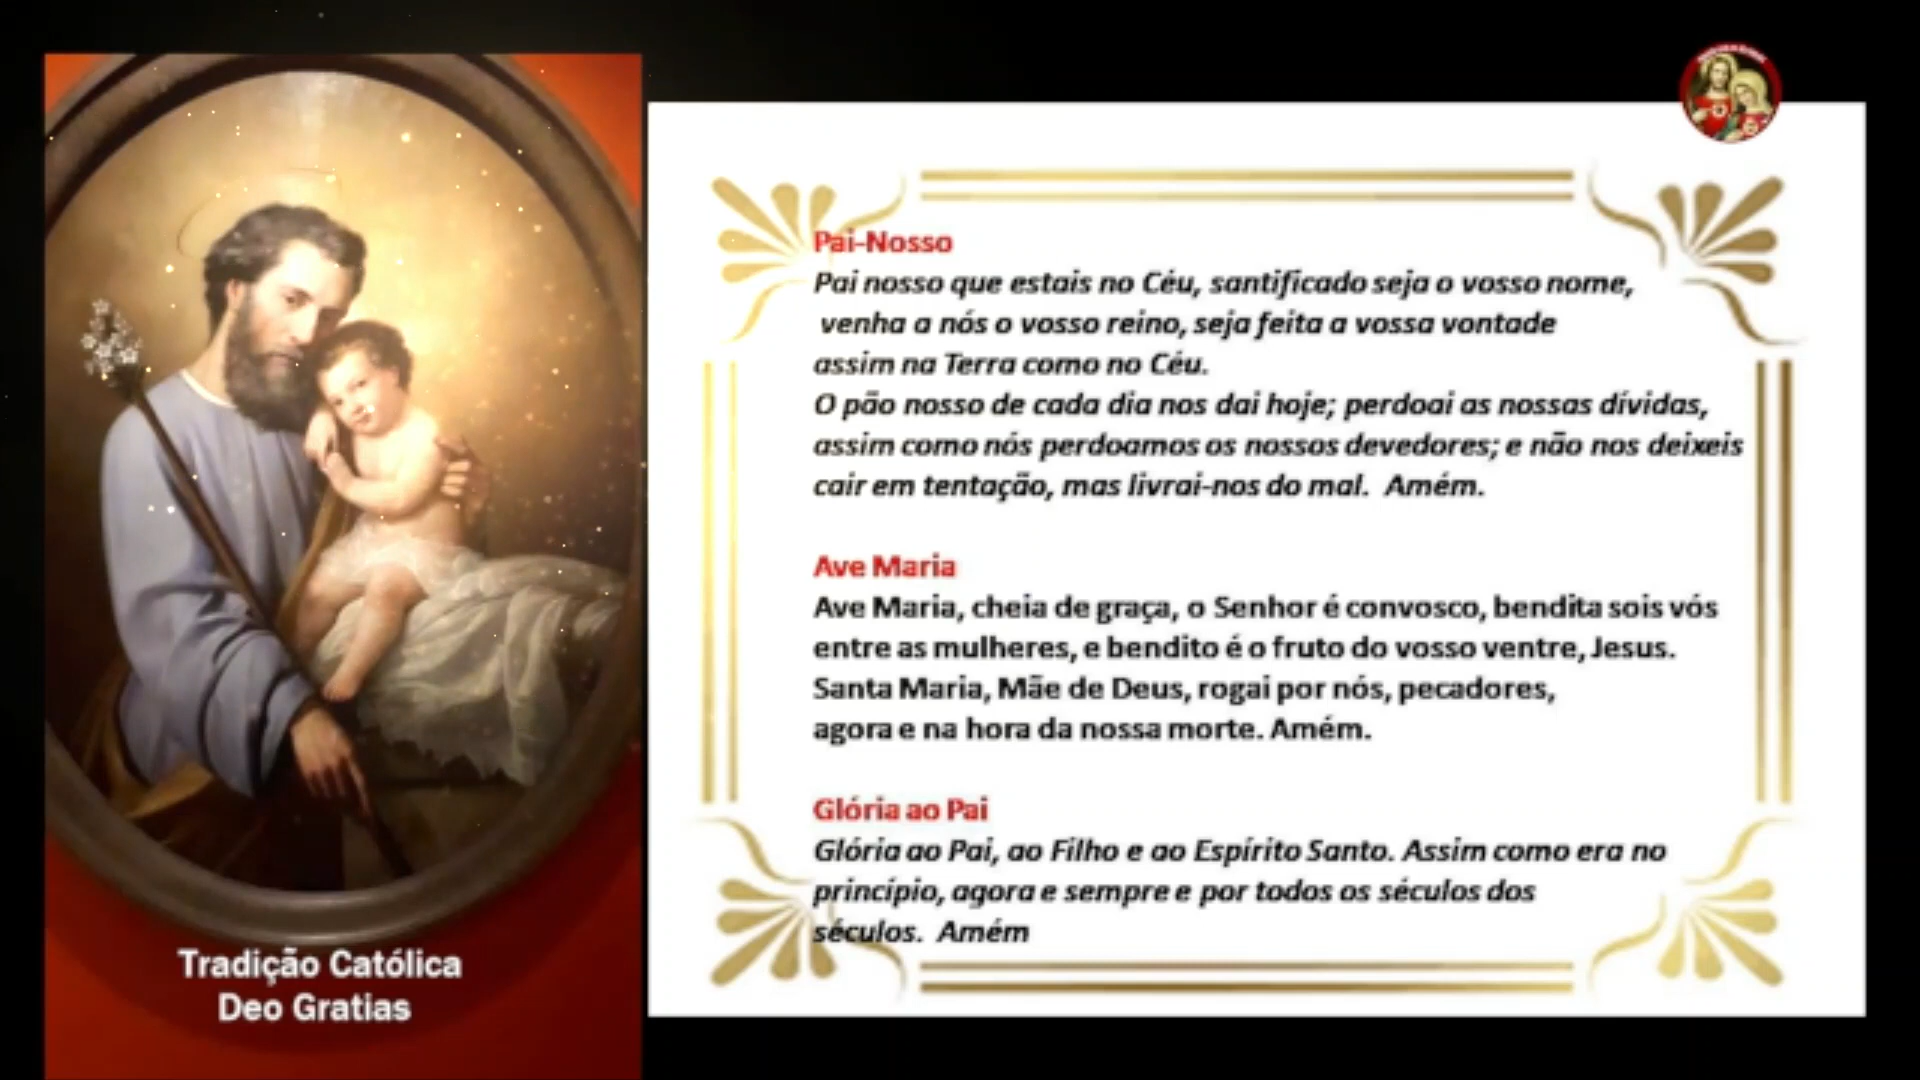 Pai-Nosso
Pai nosso que estais no Céu, santificado seja o vosso nome,
venha a nós o vosso reino, seja feita a vossa vontade
assim na Terra como no Céu.
O pão nosso de cada dia nos dai hoje; perdoai as nossas dívidas,
assim como nós perdoamos os nossos devedores; e não nos deixeis
cair em tentação, mas livrai-nos do mal. Amém.
Ave Maria
Ave Maria, cheia de graça, o Senhor é convosco, bendita sois vós
entre as mulheres, e bendito é o fruto do vosso ventre, Jesus.
Santa Maria, Mãe de Deus, rogai por nós, pecadores,
agora e na hora da nossa morte. Amém.
Glória ao Pai
Glória ao Pai, ao Filho e ao Espírito Santo. Assim como era no
princípio, agora e sempre e por todos os séculos dos
séculos. Amém
Tradição Católica
Deo Gratias